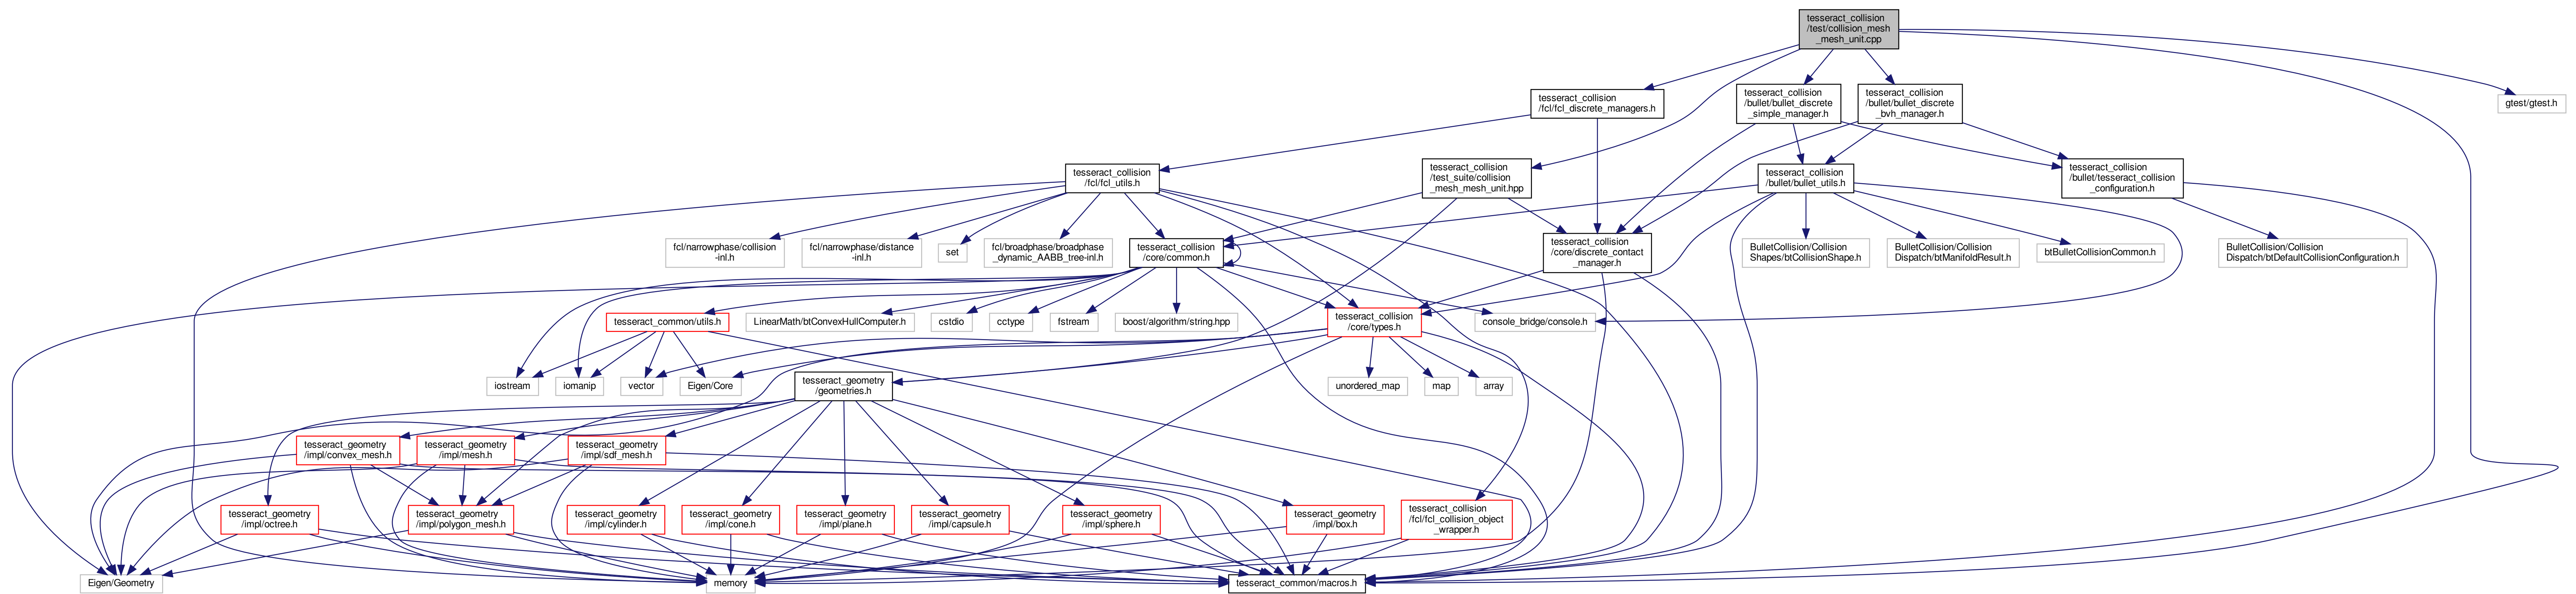 tesseract_collision
/test/collision_mesh
_mesh_unit.cpp
tesseract_collision
/fcl/fcl_discrete_managers.h
tesseract_collision
/bullet/bullet_discrete
_simple_manager.h
tesseract_collision
/bullet/bullet_discrete
_bvh_manager.h
gtest/gtest.h
tesseract_collision
/fcl/fcl_utils.h
tesseract_collision
/test_suite/collision
_mesh_mesh_unit.hpp
tesseract_collision
/bullet/bullet_utils.h
tesseract_collision
/bullet/tesseract_collision
_configuration.h
fcl/narrowphase/collision
-inl.h
fcl/narrowphase/distance
-inl.h
set
fcl/broadphase/broadphase
_dynamic_AABB_tree-inl.h
tesseract_collision
/core/common.h
tesseract_collision
/core/discrete_contact
_manager.h
BulletCollision/Collision
Shapes/btCollisionShape.h
BulletCollision/Collision
Dispatch/btManifoldResult.h
btBulletCollisionCommon.h
BulletCollision/Collision
Dispatch/btDefaultCollisionConfiguration.h
tesseract_common/utils.h
LinearMath/btConvexHullComputer.h
cstdio
cctype
fstream
boost/algorithm/string.hpp
tesseract_collision
/core/types.h
console_bridge/console.h
iostream
iomanip
vector
Eigen/Core
tesseract_geometry
/geometries.h
unordered_map
map
array
tesseract_geometry
/impl/convex_mesh.h
tesseract_geometry
/impl/mesh.h
tesseract_geometry
/impl/sdf_mesh.h
tesseract_geometry
/impl/octree.h
tesseract_geometry
/impl/polygon_mesh.h
tesseract_geometry
/impl/cylinder.h
tesseract_geometry
/impl/cone.h
tesseract_geometry
/impl/plane.h
tesseract_geometry
/impl/capsule.h
tesseract_geometry
/impl/sphere.h
tesseract_geometry
/impl/box.h
tesseract_collision
/fcl/fcl_collision_object
_wrapper.h
Eigen/Geometry
memory
tesseract_common/macros.h